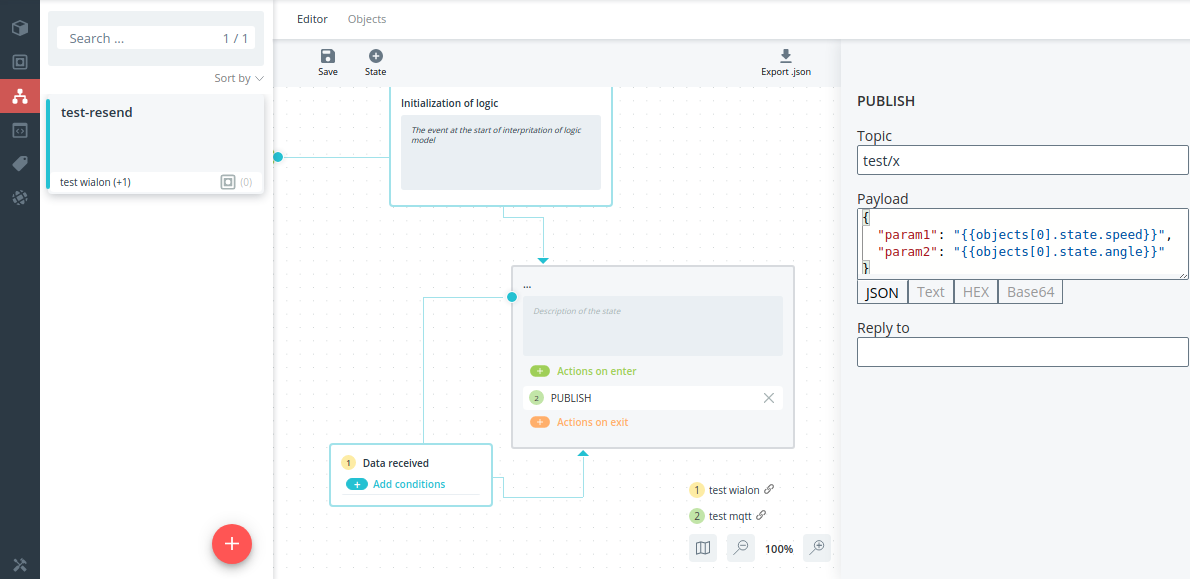 Search ... 1 / 1
Sort by
test-resend
test wialon (+1) (0)
Editor Objects
Save State Export .json
Initialization of logic
The event at the start of interpritation of logic
model
...
Description of the state
+ Actions on enter
2 PUBLISH
+ Actions on exit
1 Data received
+ Add conditions
1 test wialon
2 test mqtt
100%
+
PUBLISH
Topic
test/x
Payload
{
"param1": "{{objects[0].state.speed}}",
"param2": "{{objects[0].state.angle}}"
}
JSON Text HEX Base64
Reply to